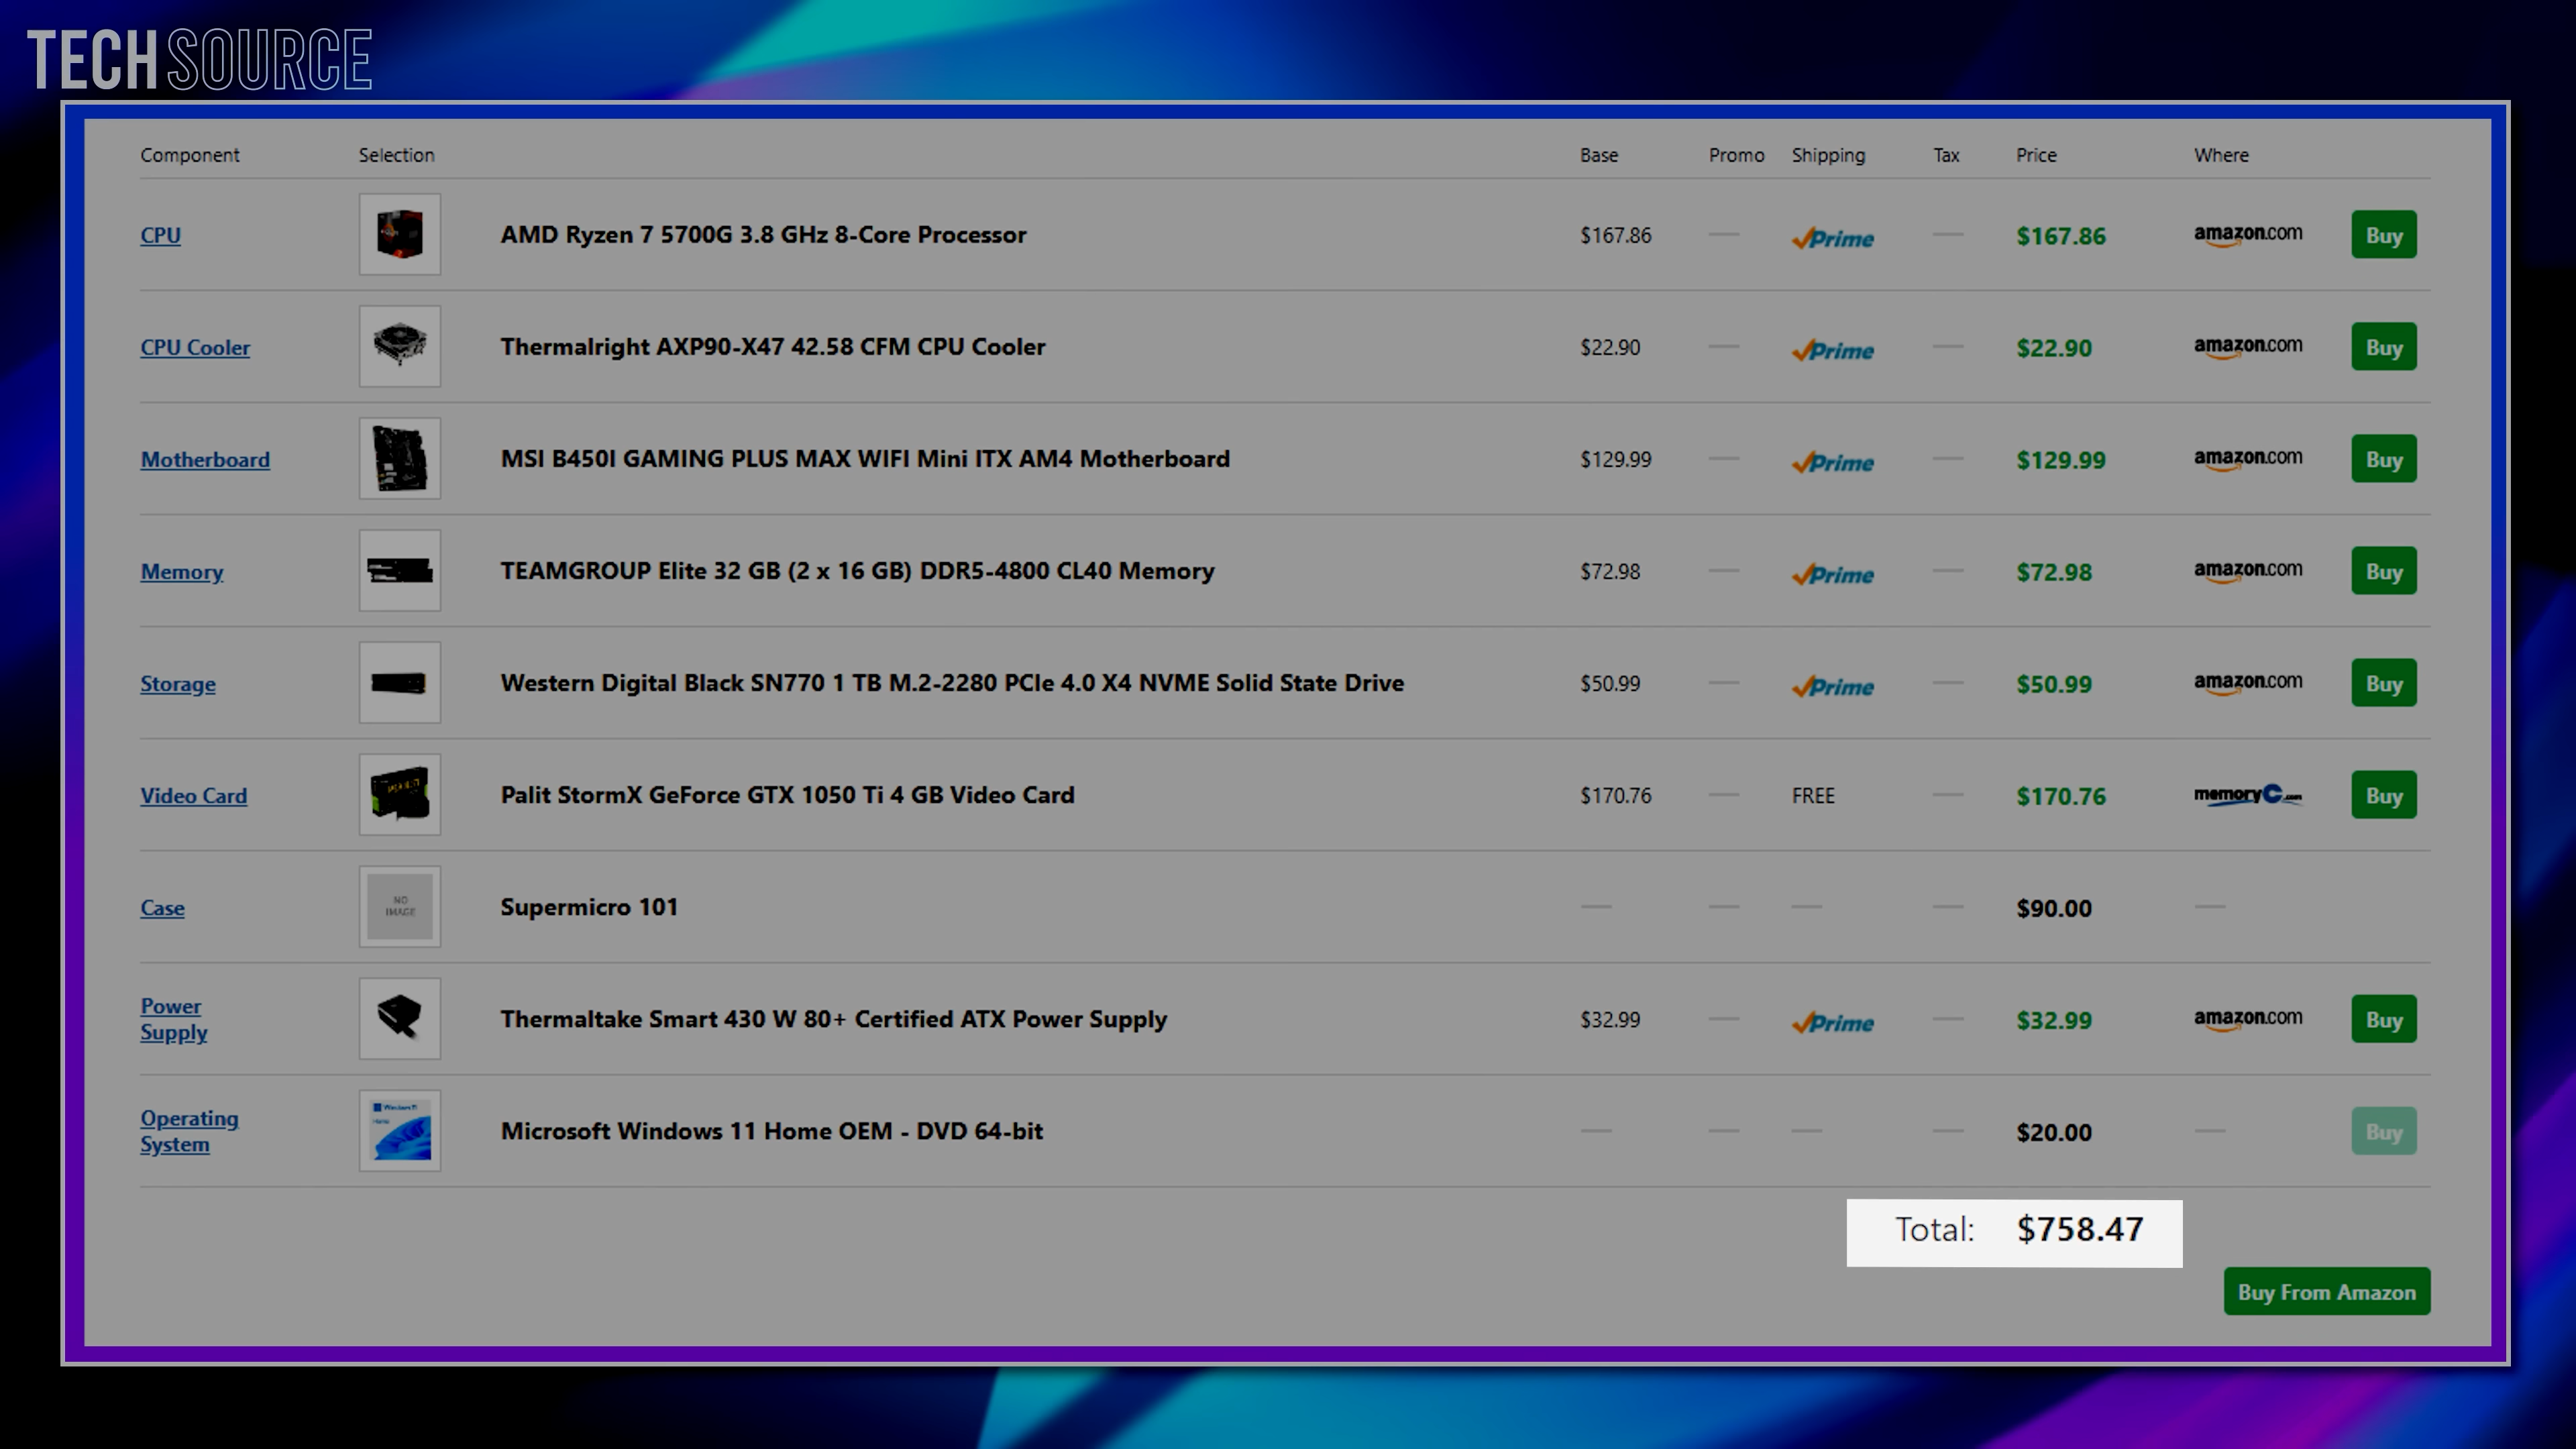 TECH SOURCE
Component Selection Base Promo Shipping Tax Price Where
CPU AMD Ryzen 7 5700G 3.8 GHz 8-Core Processor $167.86 — Prime — $167.86 amazon.com Buy
CPU Cooler Thermalright AXP90-X47 42.58 CFM CPU Cooler $22.90 — Prime — $22.90 amazon.com Buy
Motherboard MSI B450I GAMING PLUS MAX WIFI Mini ITX AM4 Motherboard $129.99 — Prime — $129.99 amazon.com Buy
Memory TEAMGROUP Elite 32 GB (2 x 16 GB) DDR5-4800 CL40 Memory $72.98 — Prime — $72.98 amazon.com Buy
Storage Western Digital Black SN770 1 TB M.2-2280 PCIe 4.0 X4 NVME Solid State Drive $50.99 — Prime — $50.99 amazon.com Buy
Video Card Palit StormX GeForce GTX 1050 Ti 4 GB Video Card $170.76 — FREE — $170.76 memoryC.com Buy
NO
Case Supermicro 101 — — — — $90.00 —
IMAGE
Power
Supply Thermaltake Smart 430 W 80+ Certified ATX Power Supply $32.99 — Prime — $32.99 amazon.com Buy
Operating
System Windows 11 Home Microsoft Windows 11 Home OEM - DVD 64-bit — — — — $20.00 — Buy
Total: $758.47
Buy From Amazon